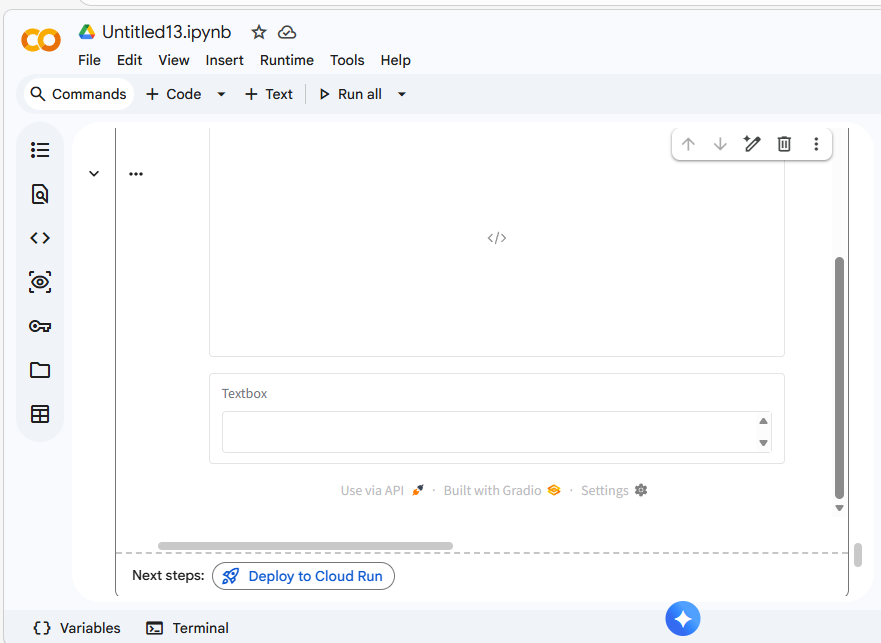 Untitled13.ipynb
File Edit View Insert Runtime Tools Help
Commands + Code + Text Run all
</>
Textbox
Use via API · Built with Gradio · Settings
Next steps: Deploy to Cloud Run
Variables Terminal